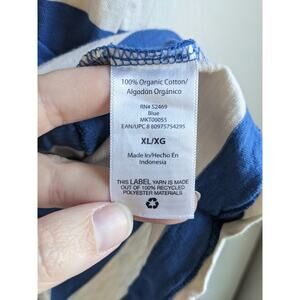 100% Organic Cotton/
Algodón Orgánico
RN# 52469
Blue
MKT00055
EAN/UPC 8 80975754295
XL/XG
Made In/Hecho En
Indonesia
THIS LABEL YARN IS MADE
OUT OF 100% RECYCLED
POLYESTER MATERIALS.